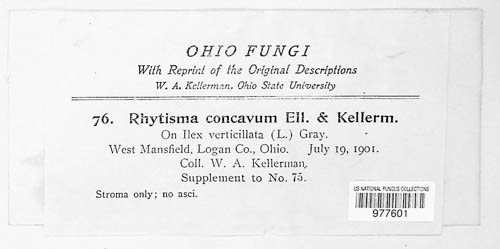 OHIO FUNGI
With Reprint of the Original Descriptions
W. A. Kellerman, Ohio State University
76. Rhytisma concavum Ell. & Kellerm.
On Ilex verticillata (L.) Gray.
West Mansfield, Logan Co., Ohio. July 19, 1901.
Coll. W. A. Kellerman.
Supplement to No. 75.
Stroma only; no asci.
US NATIONAL FUNGUS COLLECTIONS
977601